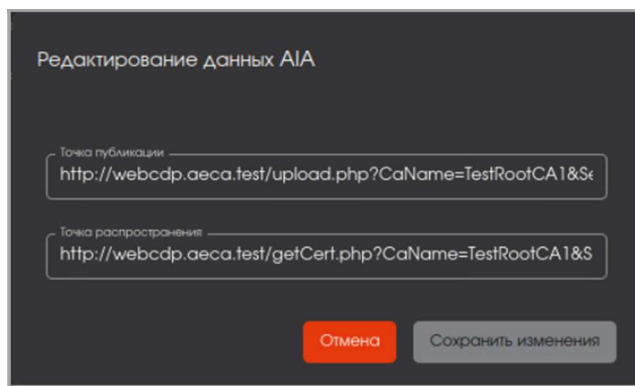 Редактирование данных AIA
Точка публикации
http://webcdp.aeca.test/upload.php?CaName=TestRootCA1&Se
Точка распространения
http://webcdp.aeca.test/getCert.php?CaName=TestRootCA1&S
Отмена
Сохранить изменения